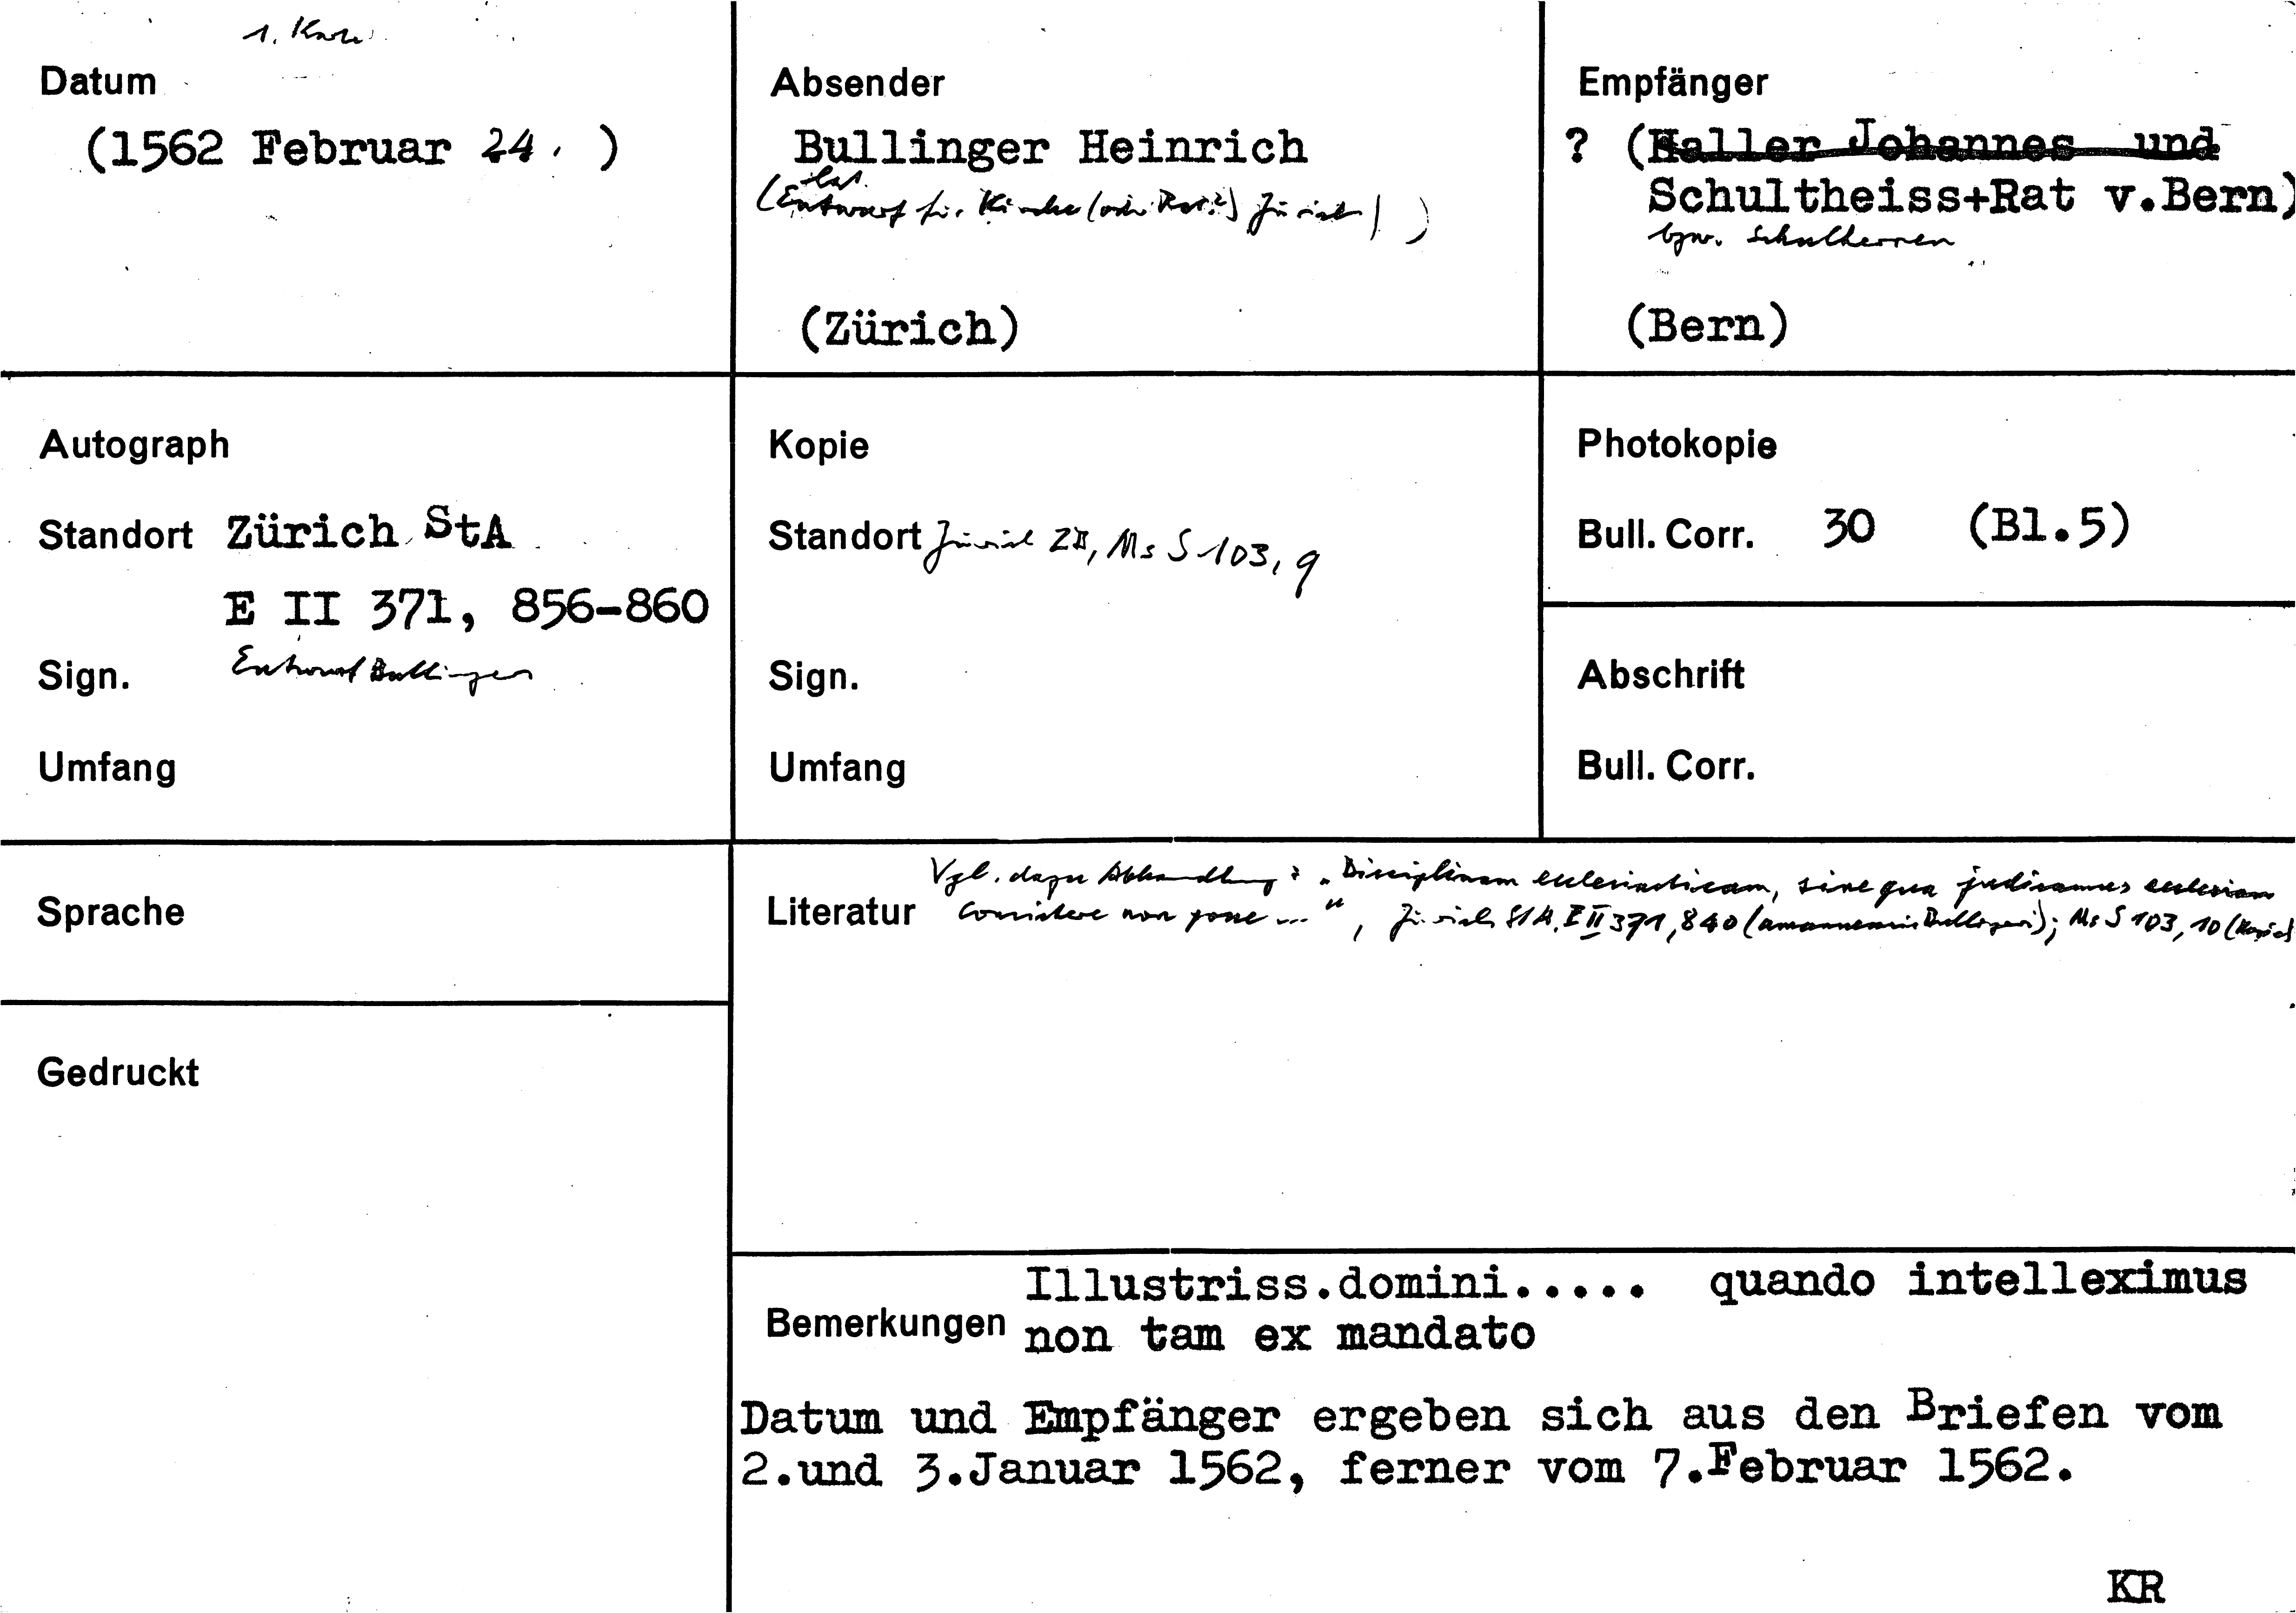 1. Karte
Datum
(1562 Februar 24. )
Absender
Bullinger Heinrich
lat.
(Entwurf für Kirche (oder Rat?) Zürich)
(Zürich)
Empfänger
? (Haller Johannes und
Schultheiss+Rat v.Bern)
bzw. Schulherren
(Bern)
Autograph
Standort Zürich StA
E II 371, 856-860
Sign. Entwurf Bullinger
Umfang
Kopie
Standort Zürich ZB, Ms S 103, 9
Sign.
Umfang
Photokopie
Bull. Corr. 30 (Bl.5)
Abschrift
Bull. Corr.
Sprache
Gedruckt
Literatur
Vgl. dazu Abhandlung: „Disciplinam ecclesiasticam, sine qua judicamus ecclesiam
consistere non posse ...", Zürich StA, E II 371, 840 (amanuensis Bullingeri); Ms S 103, 10 (Kopie)
Bemerkungen
Illustriss.domini..... quando intelleximus
non tam ex mandato
Datum und Empfänger ergeben sich aus den Briefen vom
2.und 3.Januar 1562, ferner vom 7.Februar 1562.
KR